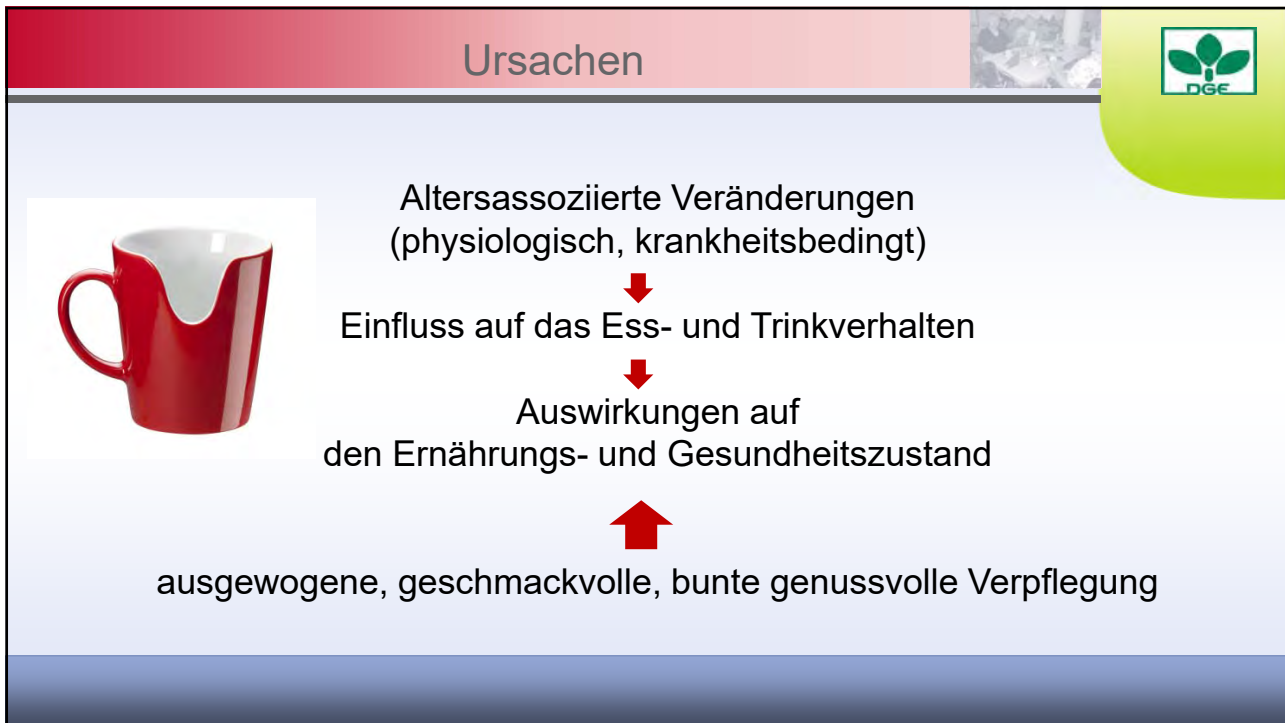 Ursachen
DGE
Altersassoziierte Veränderungen
(physiologisch, krankheitsbedingt)
Einfluss auf das Ess- und Trinkverhalten
Auswirkungen auf
den Ernährungs- und Gesundheitszustand
ausgewogene, geschmackvolle, bunte genussvolle Verpflegung